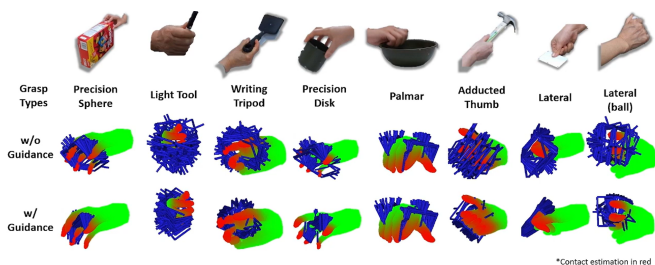 Grasp Types
Precision Sphere
Light Tool
Writing Tripod
Precision Disk
Palmar
Adducted Thumb
Lateral
Lateral (ball)
w/o Guidance
w/ Guidance
*Contact estimation in red